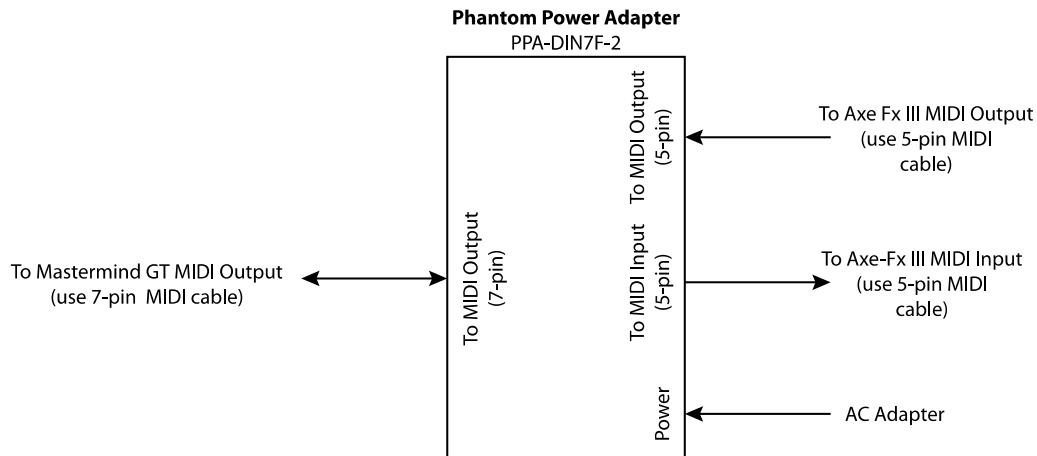 Phantom Power Adapter
PPA-DIN7F-2
To MIDI Output
(5-pin)
To Axe Fx III MIDI Output
(use 5-pin MIDI
cable)
To Mastermind GT MIDI Output
(use 7-pin MIDI cable)
To MIDI Output
(7-pin)
To MIDI Input
(5-pin)
To Axe-Fx III MIDI Input
(use 5-pin MIDI
cable)
Power
AC Adapter